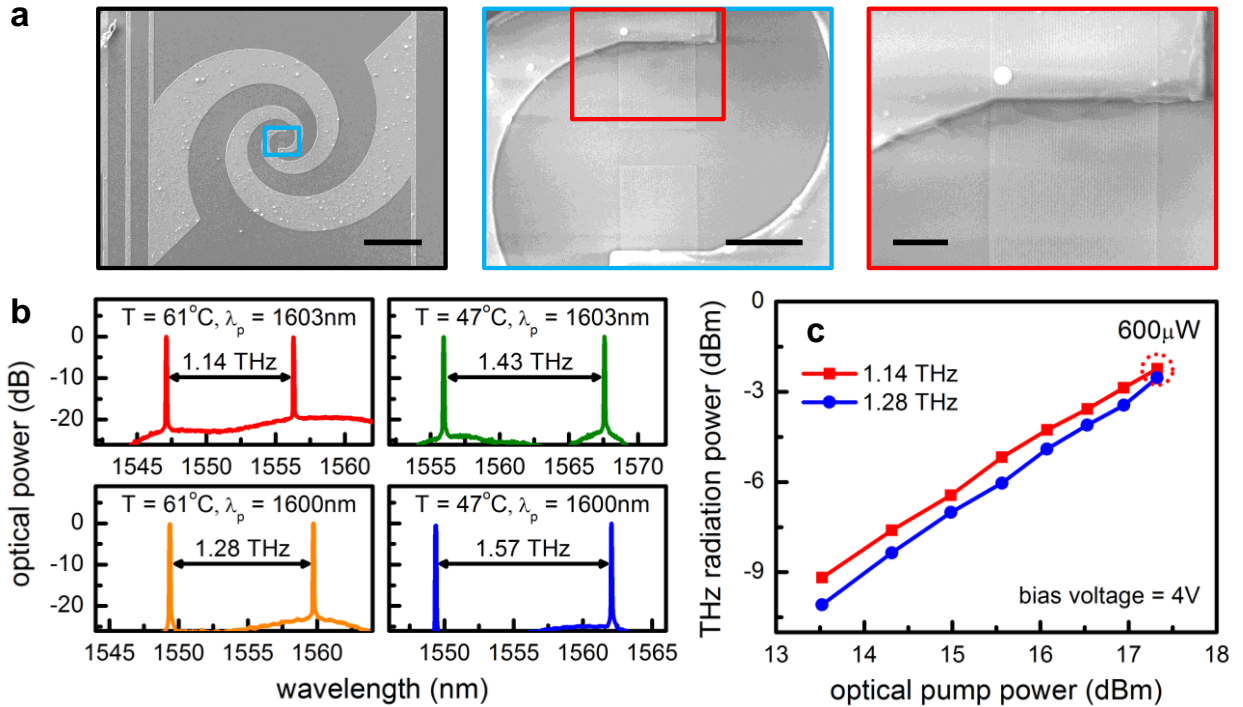 a
b
T = 61°C, λp = 1603nm
1.14 THz
T = 47°C, λp = 1603nm
1.43 THz
0
-10
-20
1545 1550 1555 1560
1555 1560 1565 1570
T = 61°C, λp = 1600nm
1.28 THz
T = 47°C, λp = 1600nm
1.57 THz
0
-10
-20
1545 1550 1555 1560
1550 1555 1560 1565
optical power (dB)
wavelength (nm)
c
600μW
1.14 THz
1.28 THz
bias voltage = 4V
0
-3
-6
-9
13 14 15 16 17 18
THz radiation power (dBm)
optical pump power (dBm)